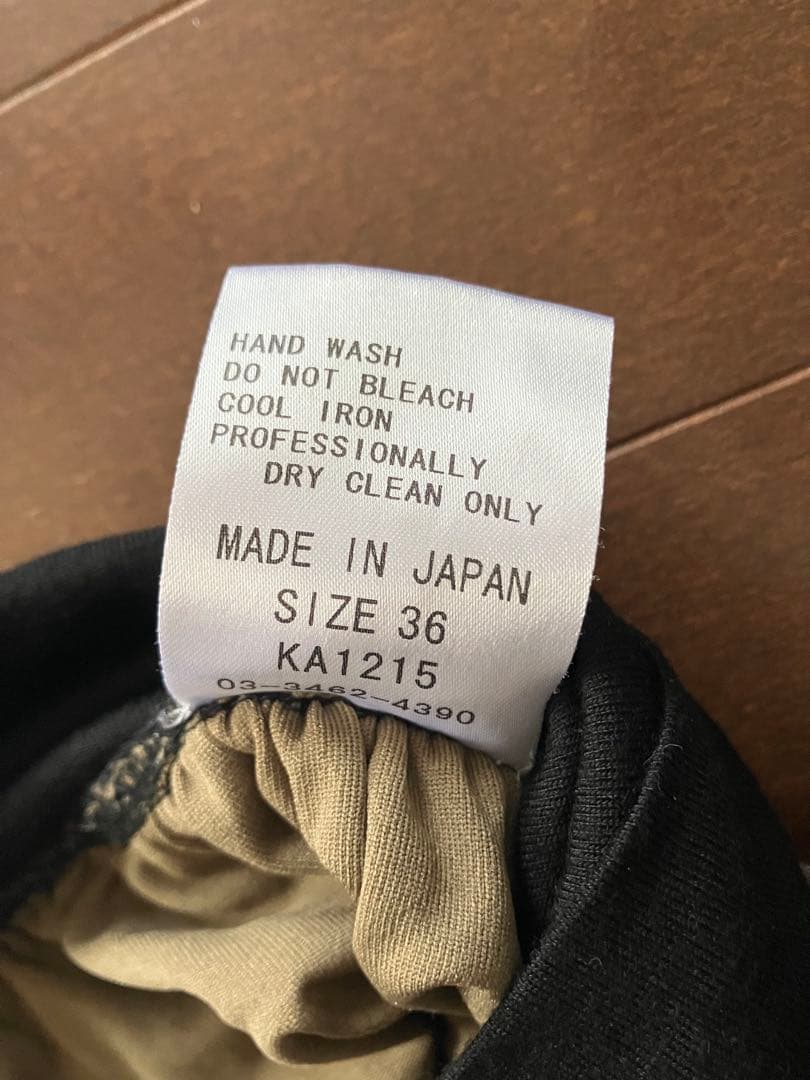 HAND WASH
DO NOT BLEACH
COOL IRON
PROFESSIONALLY
DRY CLEAN ONLY
MADE IN JAPAN
SIZE 36
KA1215
03-3462-4390